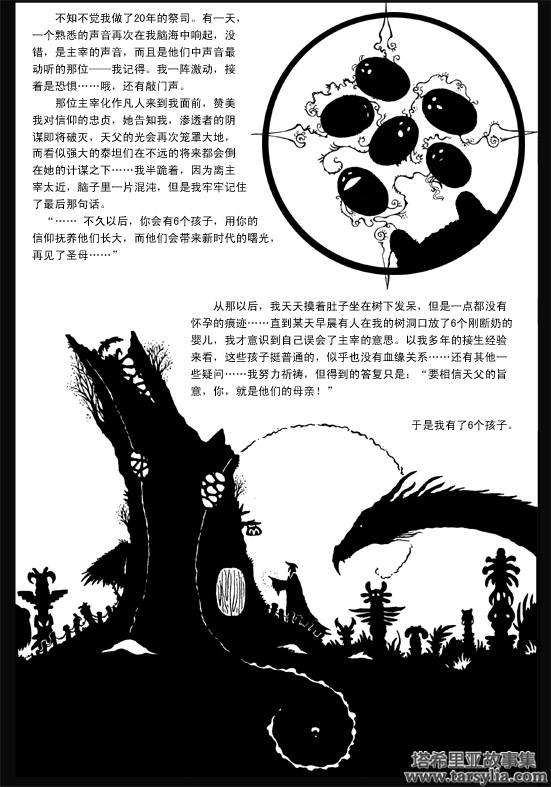 不知不觉我做了20年的祭司。有一天，
一个熟悉的声音再次在我脑海中响起，没
错，是主宰的声音，而且是他们中声音最
动听的那位——我记得。我一阵激动，接
着是恐惧……哦，还有敲门声。
那位主宰化作凡人来到我面前，赞美
我对信仰的忠贞，她告知我，渗透者的阴
谋即将破灭，天父的光会再次笼罩大地，
而看似强大的泰坦们在不远的将来都会倒
在她的计谋之下……我半跪着，因为离主
宰太近，脑子里一片混沌，但是我牢牢记住
了最后那句话。
“…… 不久以后，你会有6个孩子，用你的
信仰抚养他们长大，而他们会带来新时代的曙光，
再见了圣母……”
从那以后，我天天摸着肚子坐在树下发呆，但是一点都没有
怀孕的痕迹……直到某天早晨有人在我的树洞口放了6个刚断奶的
婴儿，我才意识到自己误会了主宰的意思。以我多年的接生经验
来看，这些孩子挺普通的，似乎也没有血缘关系……还有其他一
些疑问……我努力祈祷，但得到的答复只是：“要相信天父的旨
意，你，就是他们的母亲！”
于是我有了6个孩子。
塔希里亚故事集
www.tarsylia.com